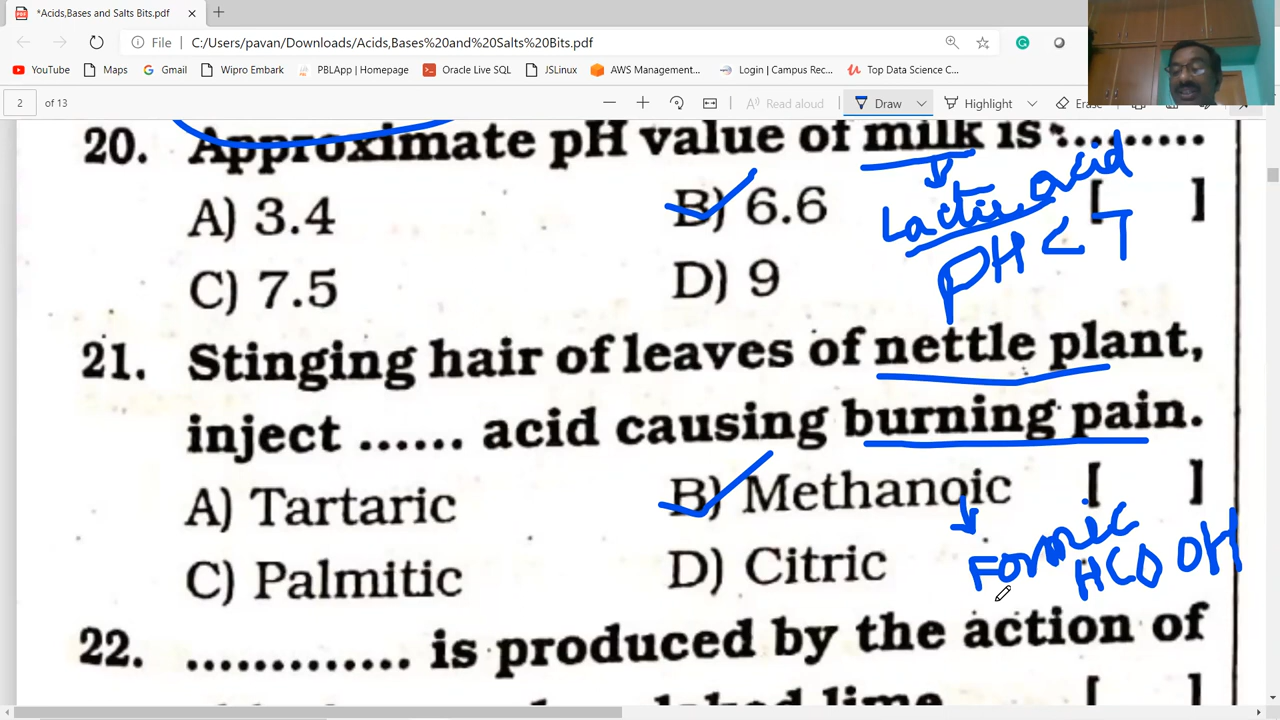 *Acids,Bases and Salts Bits.pdf
File C:/Users/pavan/Downloads/Acids,Bases%20and%20Salts%20Bits.pdf
YouTube Maps Gmail Wipro Embark PBLApp | Homepage Oracle Live SQL JSLinux AWS Management... Login | Campus Rec... Top Data Science C...
2 of 13 Read aloud Draw Highlight Erase
20. Approximate pH value of milk is :.........
Lactic acid
A) 3.4 B) 6.6 [ ]
PH < 7
C) 7.5 D) 9
21. Stinging hair of leaves of nettle plant,
inject ...... acid causing burning pain.
A) Tartaric B) Methanoic [ ]
Formic
HCOOH
C) Palmitic D) Citric
22. ............. is produced by the action of
lime [ ]